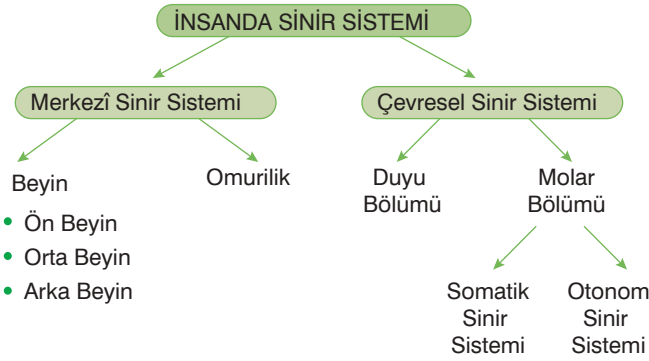 İNSANDA SİNİR SİSTEMİ
Merkezî Sinir Sistemi
Çevresel Sinir Sistemi
Beyin
Omurilik
Duyu
Bölümü
Molar
Bölümü
• Ön Beyin
• Orta Beyin
• Arka Beyin
Somatik
Sinir
Sistemi
Otonom
Sinir
Sistemi